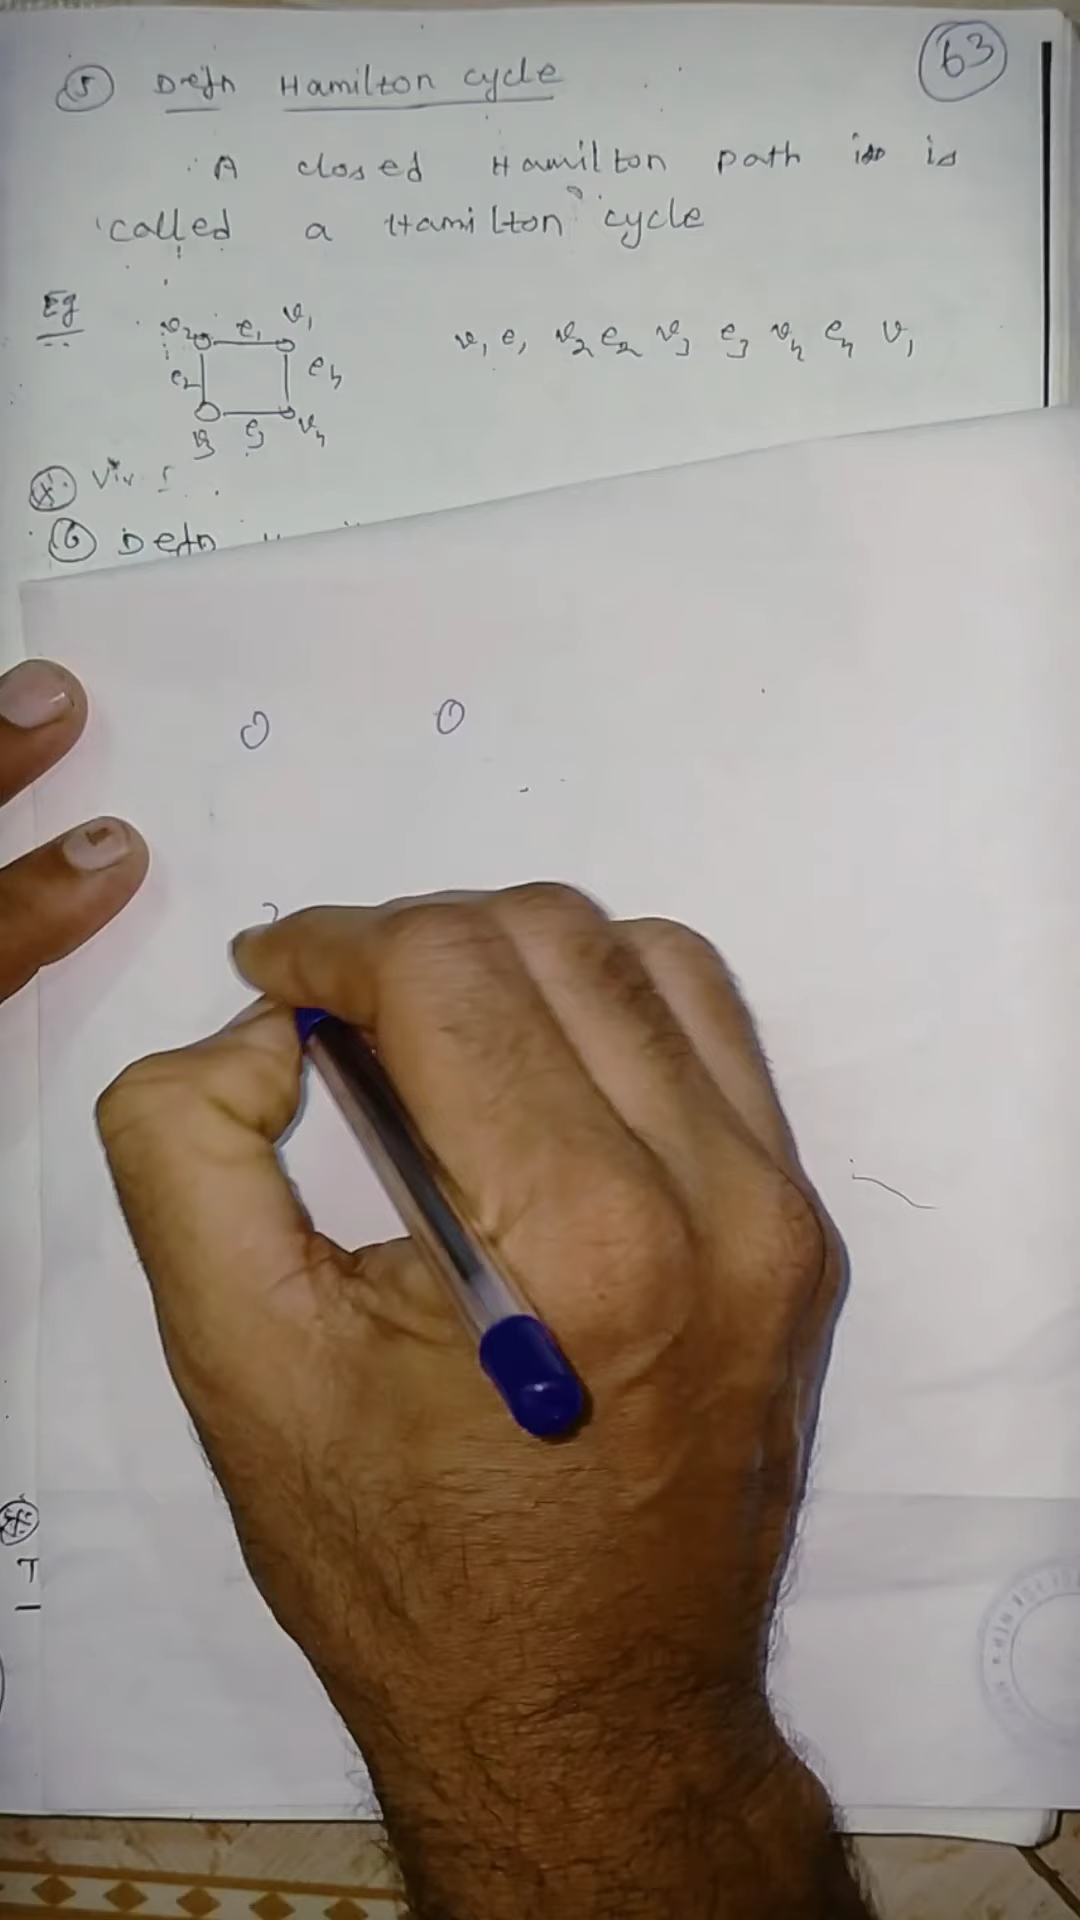 63
5 Defn Hamilton cycle
A closed Hamilton path is
called a Hamilton cycle
Eg
v2 e1 v1
e2 e4
v3 e3 v4
v1 e1 v2 e2 v3 e3 v4 e4 v1
6 Defn